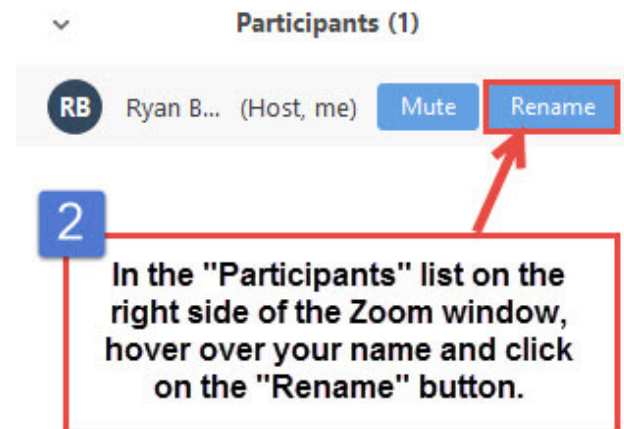 Participants (1)
RB Ryan B... (Host, me) Mute Rename
2
In the "Participants" list on the
right side of the Zoom window,
hover over your name and click
on the "Rename" button.